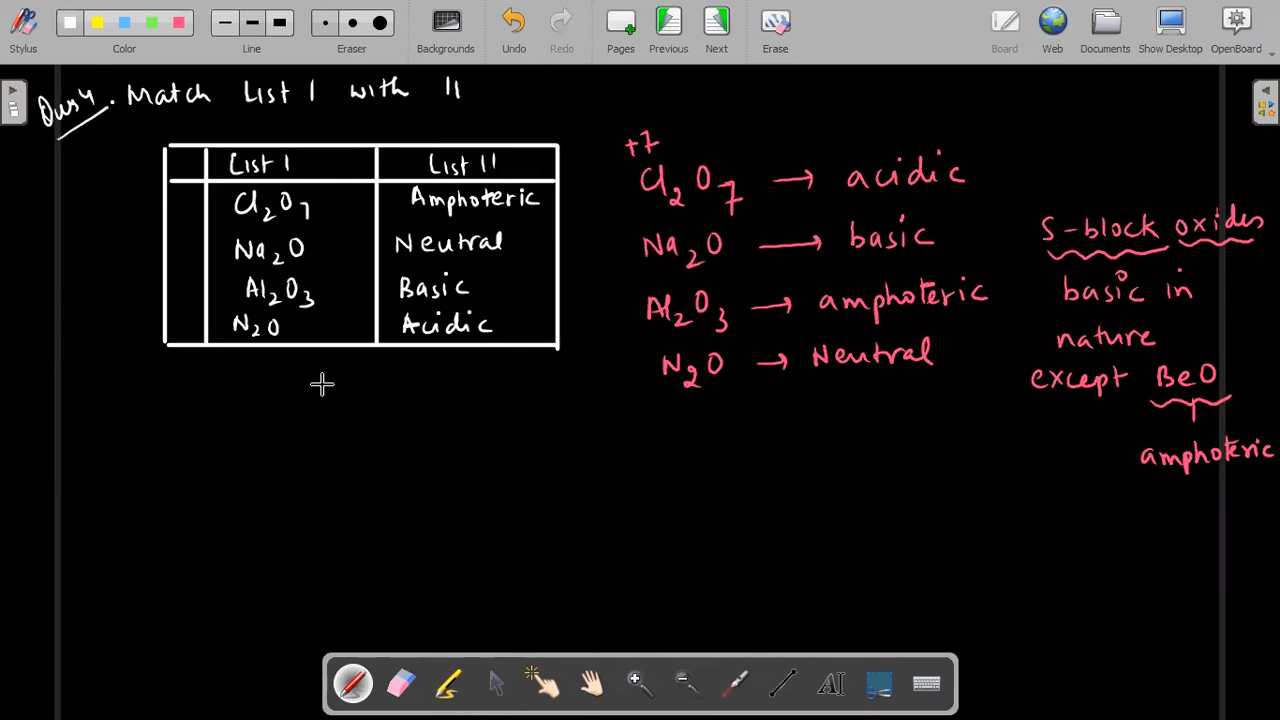 Stylus
Color
Line
Eraser
Backgrounds
Undo
Redo
Pages
Previous
Next
Erase
Board
Web
Documents
Show Desktop
OpenBoard
Ques 4. Match List I with II
List I List II
Cl2O7 Amphoteric
Na2O Neutral
Al2O3 Basic
N2O Acidic
+7
Cl2O7 → acidic
Na2O → basic
Al2O3 → amphoteric
N2O → Neutral
S-block oxides
basic in
nature
except BeO
amphoteric
AI